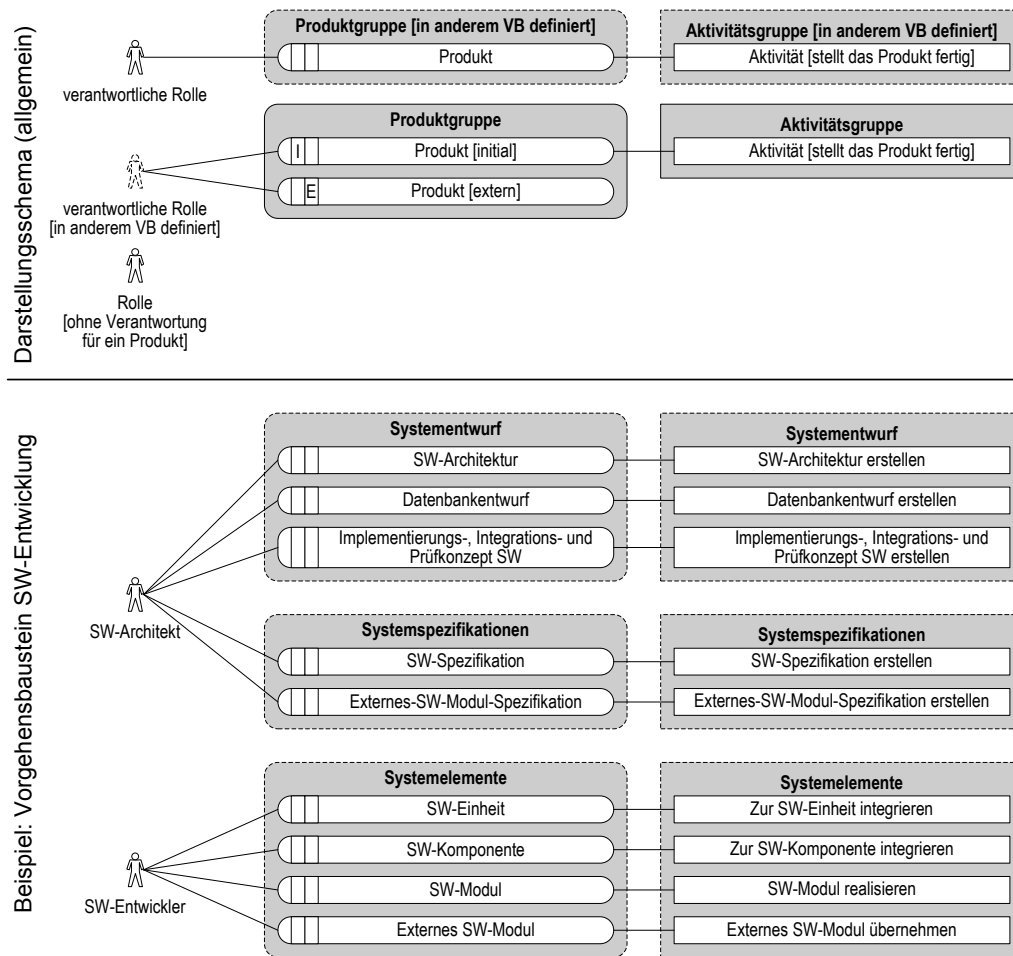 Darstellungsschema (allgemein)
verantwortliche Rolle
Produktgruppe [in anderem VB definiert]
Produkt
Aktivitätsgruppe [in anderem VB definiert]
Aktivität [stellt das Produkt fertig]
verantwortliche Rolle
[in anderem VB definiert]
Produktgruppe
I
Produkt [initial]
E
Produkt [extern]
Aktivitätsgruppe
Aktivität [stellt das Produkt fertig]
Rolle
[ohne Verantwortung
für ein Produkt]
Beispiel: Vorgehensbaustein SW-Entwicklung
SW-Architekt
Systementwurf
SW-Architektur
Datenbankentwurf
Implementierungs-, Integrations- und
Prüfkonzept SW
Systementwurf
SW-Architektur erstellen
Datenbankentwurf erstellen
Implementierungs-, Integrations- und
Prüfkonzept SW erstellen
Systemspezifikationen
SW-Spezifikation
Externes-SW-Modul-Spezifikation
Systemspezifikationen
SW-Spezifikation erstellen
Externes-SW-Modul-Spezifikation erstellen
SW-Entwickler
Systemelemente
SW-Einheit
SW-Komponente
SW-Modul
Externes SW-Modul
Systemelemente
Zur SW-Einheit integrieren
Zur SW-Komponente integrieren
SW-Modul realisieren
Externes SW-Modul übernehmen